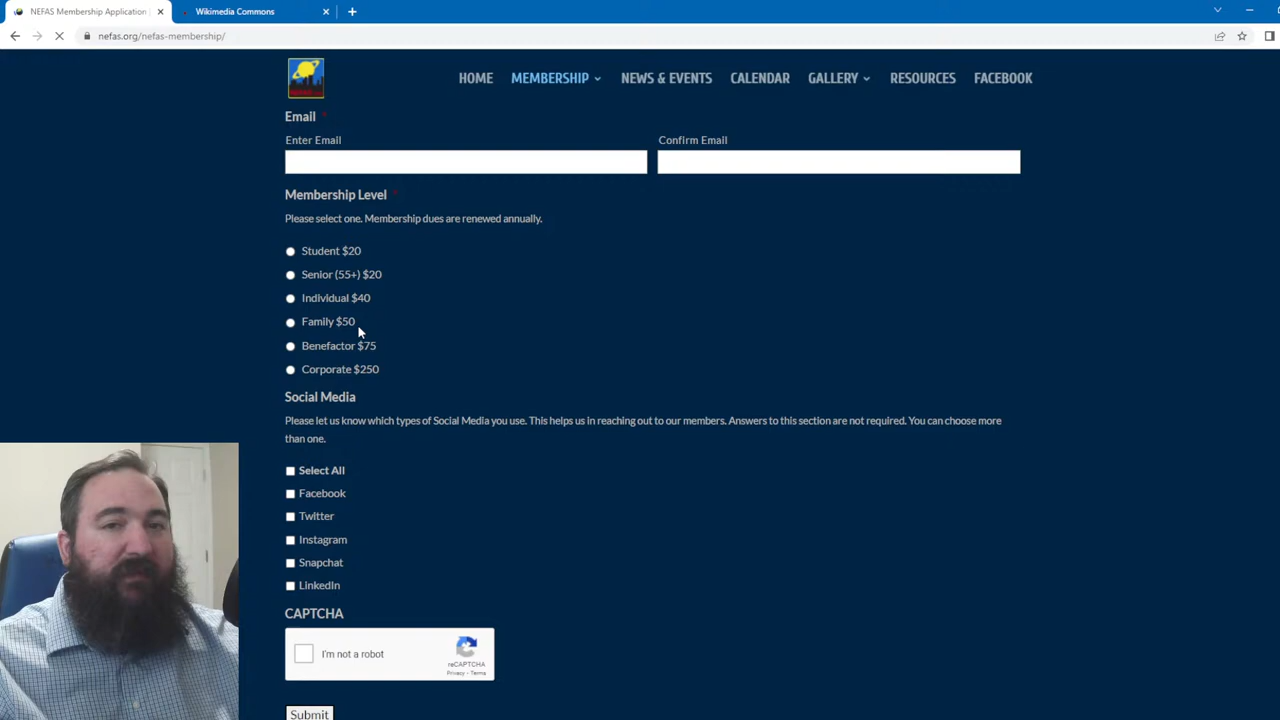 NEFAS Membership Application
Wikimedia Commons
nefas.org/nefas-membership/
HOME MEMBERSHIP NEWS & EVENTS CALENDAR GALLERY RESOURCES FACEBOOK
Email *
Enter Email Confirm Email
Membership Level *
Please select one. Membership dues are renewed annually.
Student $20
Senior (55+) $20
Individual $40
Family $50
Benefactor $75
Corporate $250
Social Media
Please let us know which types of Social Media you use. This helps us in reaching out to our members. Answers to this section are not required. You can choose more
than one.
Select All
Facebook
Twitter
Instagram
Snapchat
LinkedIn
CAPTCHA
I'm not a robot
reCAPTCHA
Privacy - Terms
Submit